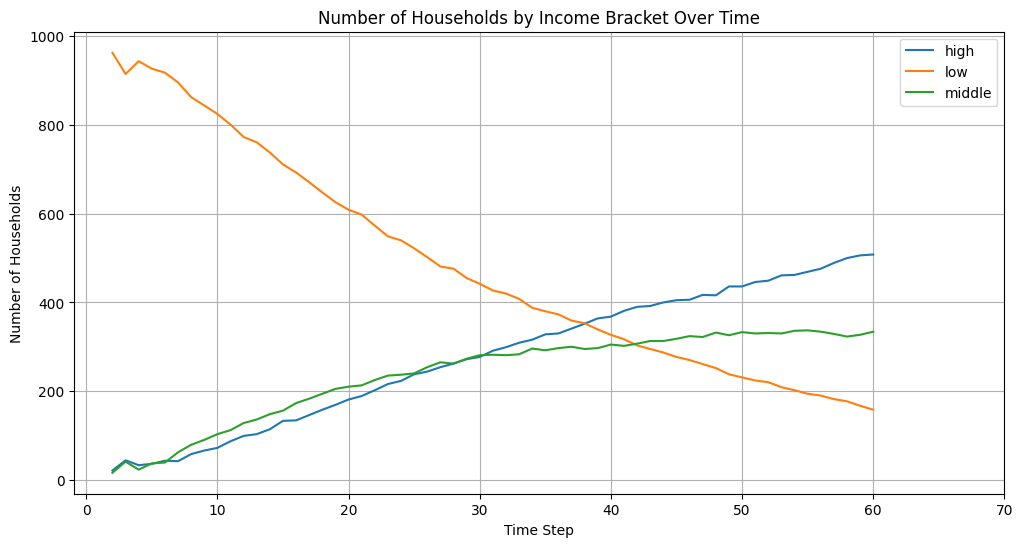 Number of Households by Income Bracket Over Time
Number of Households
1000
800
600
400
200
0
high
low
middle
0 10 20 30 40 50 60 70
Time Step